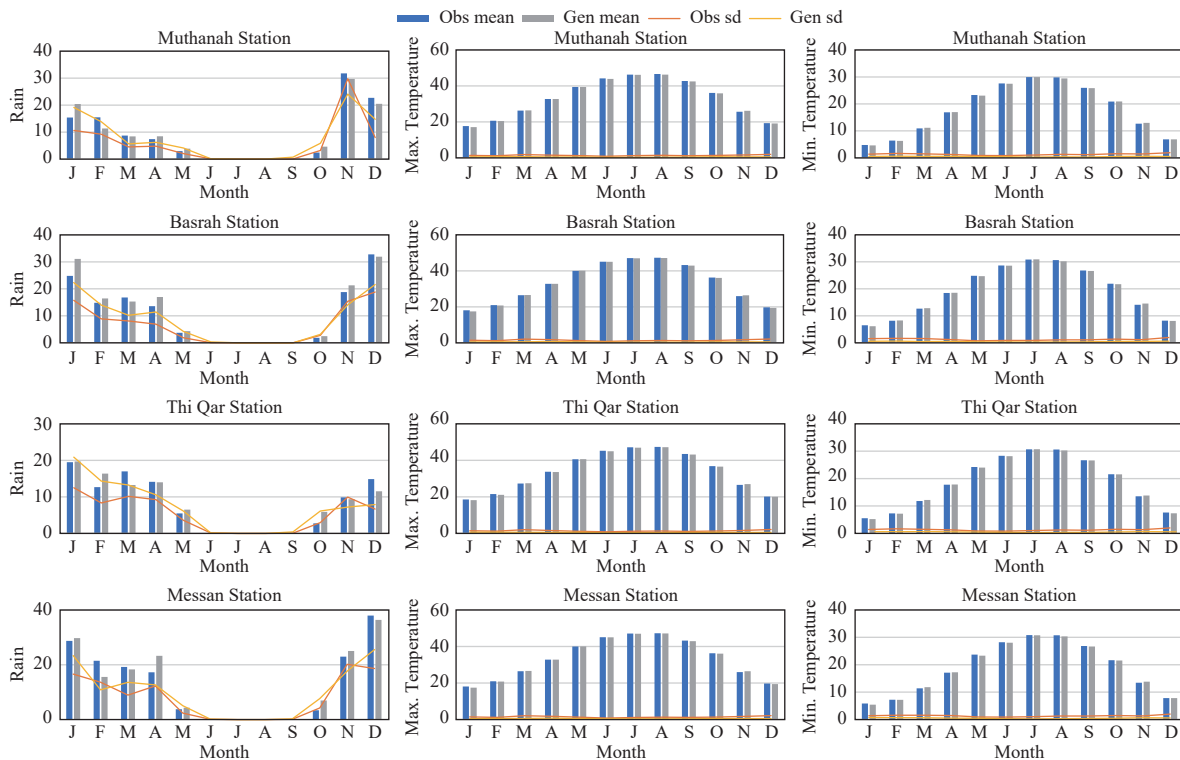 Obs mean Gen mean Obs sd Gen sd
Muthanah Station
40
30
20
10
0
Rain
J F M A M J J A S O N D
Month
Muthanah Station
60
40
20
0
Max. Temperature
J F M A M J J A S O N D
Month
Muthanah Station
40
30
20
10
0
Min. Temperature
J F M A M J J A S O N D
Month
Basrah Station
40
30
20
10
0
Rain
J F M A M J J A S O N D
Month
Basrah Station
60
40
20
0
Max. Temperature
J F M A M J J A S O N D
Month
Basrah Station
40
30
20
10
0
Min. Temperature
J F M A M J J A S O N D
Month
Thi Qar Station
30
20
10
0
Rain
J F M A M J J A S O N D
Month
Thi Qar Station
60
40
20
0
Max. Temperature
J F M A M J J A S O N D
Month
Thi Qar Station
40
30
20
10
0
Min. Temperature
J F M A M J J A S O N D
Month
Messan Station
40
20
0
Rain
J F M A M J J A S O N D
Month
Messan Station
60
40
20
0
Max. Temperature
J F M A M J J A S O N D
Month
Messan Station
40
30
20
10
0
Min. Temperature
J F M A M J J A S O N D
Month